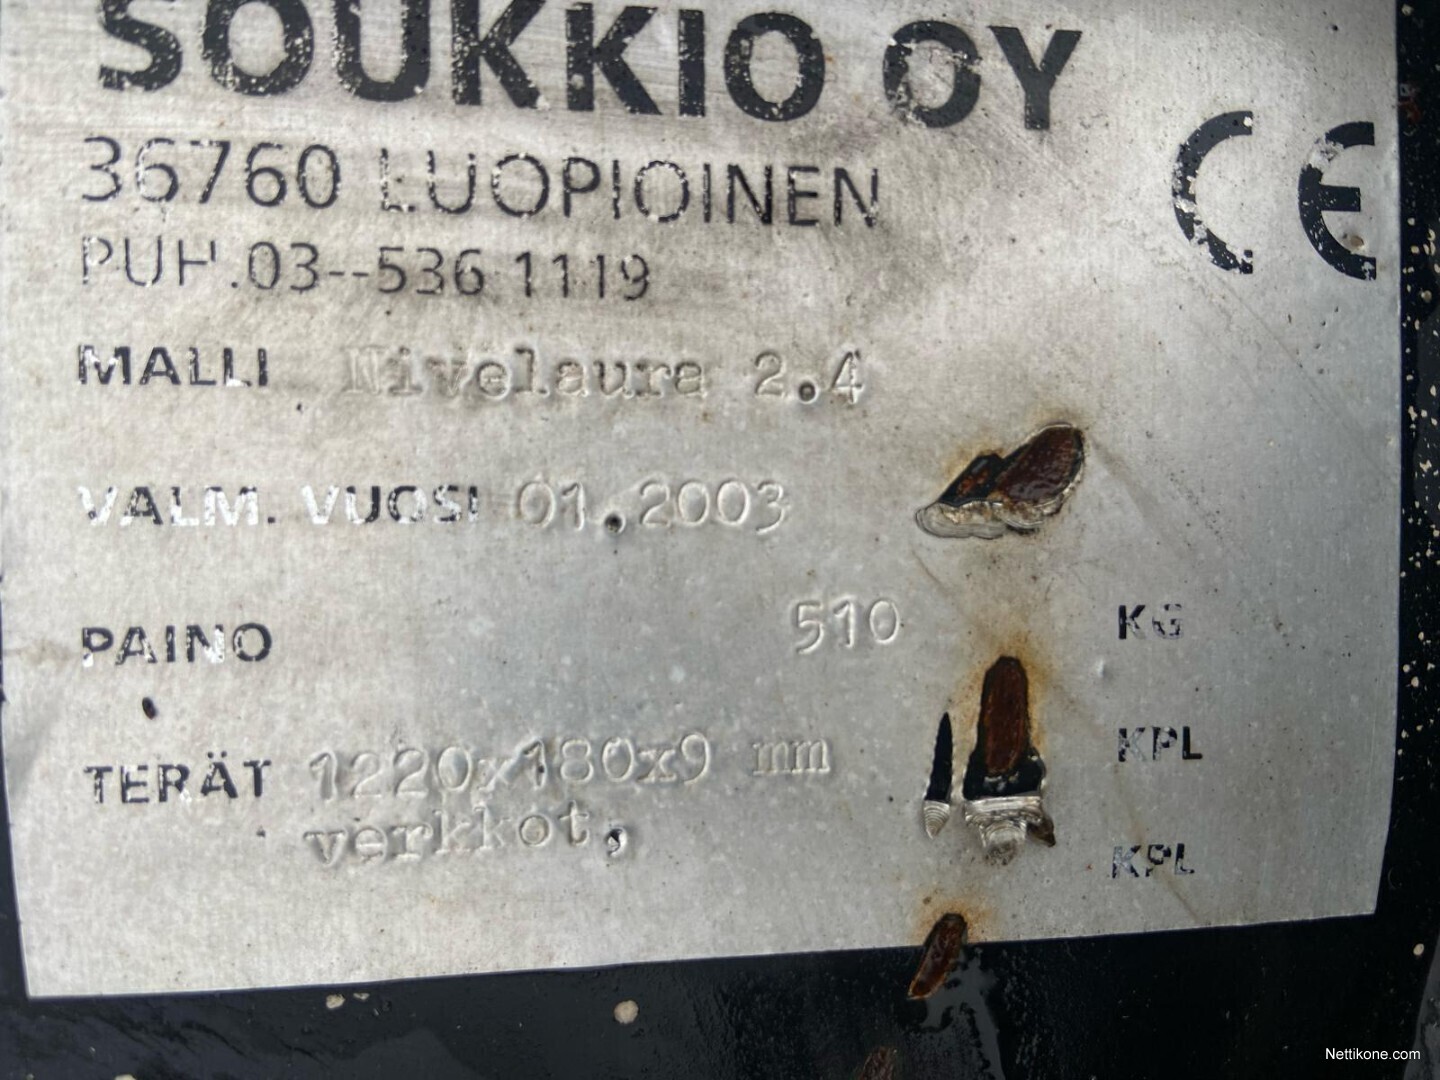 SOUKKIO OY
36760 LUOPIOINEN
PUH.03--536 1119
CE
MALLI Nivelaura 2.4
VALM. VUOSI 01.2003
PAINO 510 KG
TERÄT 1220x180x9 mm KPL
verkkot, KPL
Nettikone.com